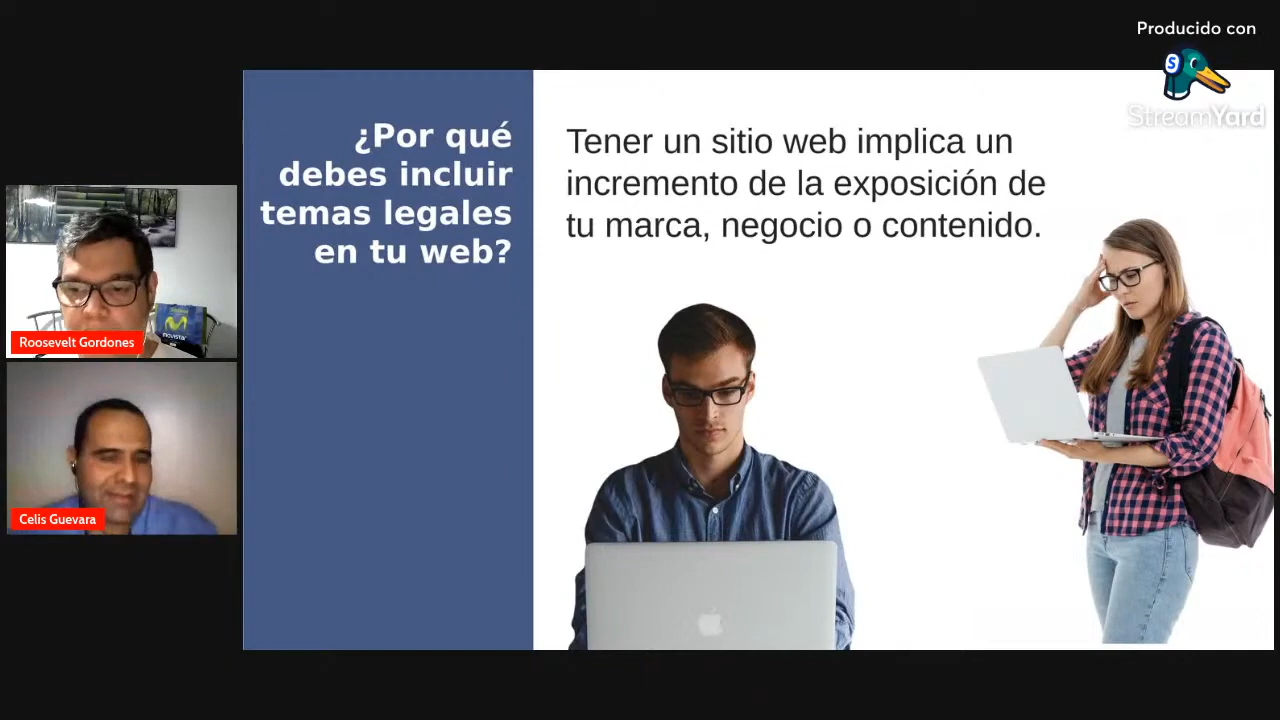 Producido con
StreamYard
¿Por qué
debes incluir
temas legales
en tu web?
Tener un sitio web implica un
incremento de la exposición de
tu marca, negocio o contenido.
movistar
Roosevelt Gordones
Celis Guevara